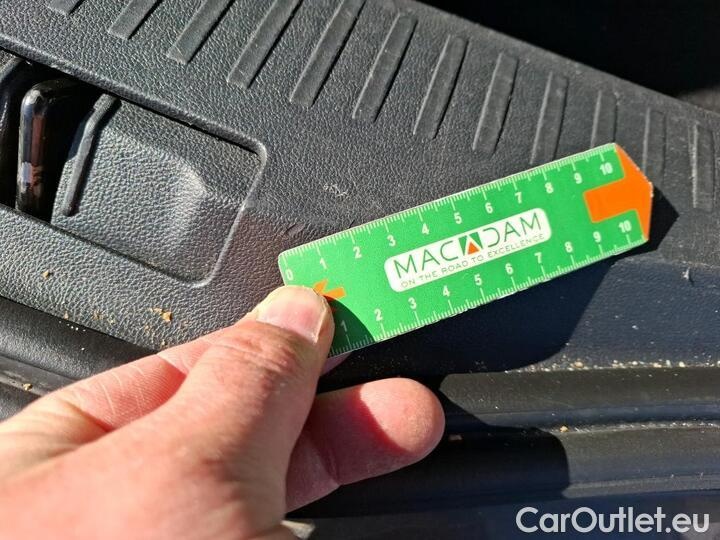 0 1 2 3 4 5 6 7 8 9 10
MACADAM
ON THE ROAD TO EXCELLENCE
1 2 3 4 5 6 7 8 9 10
CarOutlet.eu